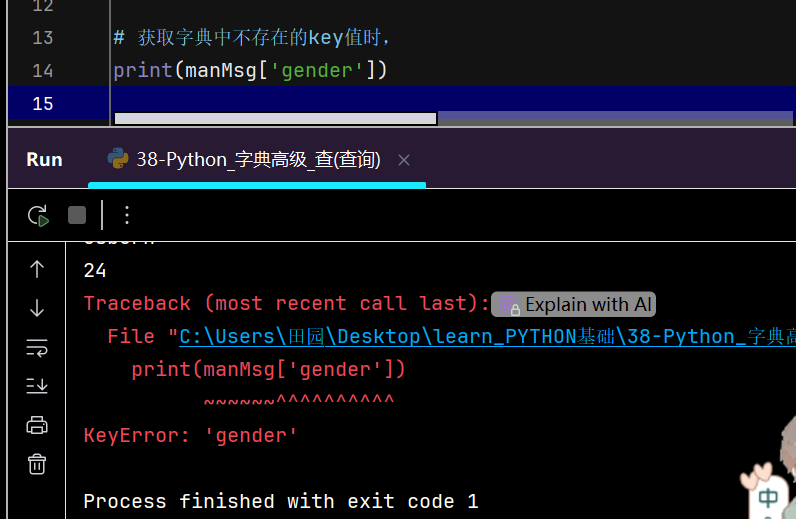 12
13 # 获取字典中不存在的key值时，
14 print(manMsg['gender'])
15
Run 38-Python_字典高级_查(查询)
24
Traceback (most recent call last): Explain with AI
File "C:\Users\田园\Desktop\learn_PYTHON基础\38-Python_字典高
print(manMsg['gender'])
~~~~~~^^^^^^^^^^
KeyError: 'gender'
Process finished with exit code 1
中